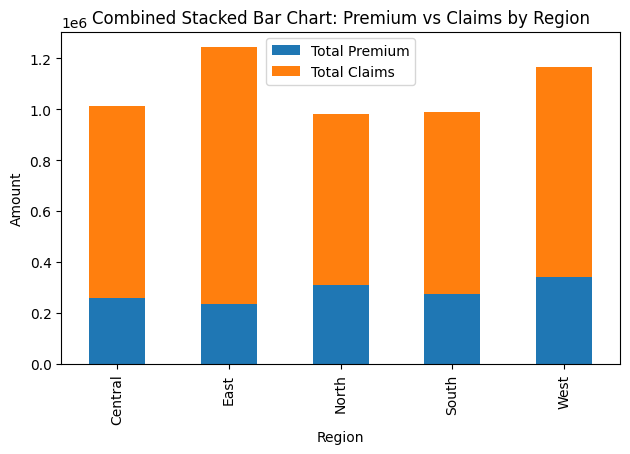 Combined Stacked Bar Chart: Premium vs Claims by Region
1e6
Total Premium
Total Claims
1.2
1.0
0.8
0.6
0.4
0.2
0.0
Amount
Central
East
North
South
West
Region